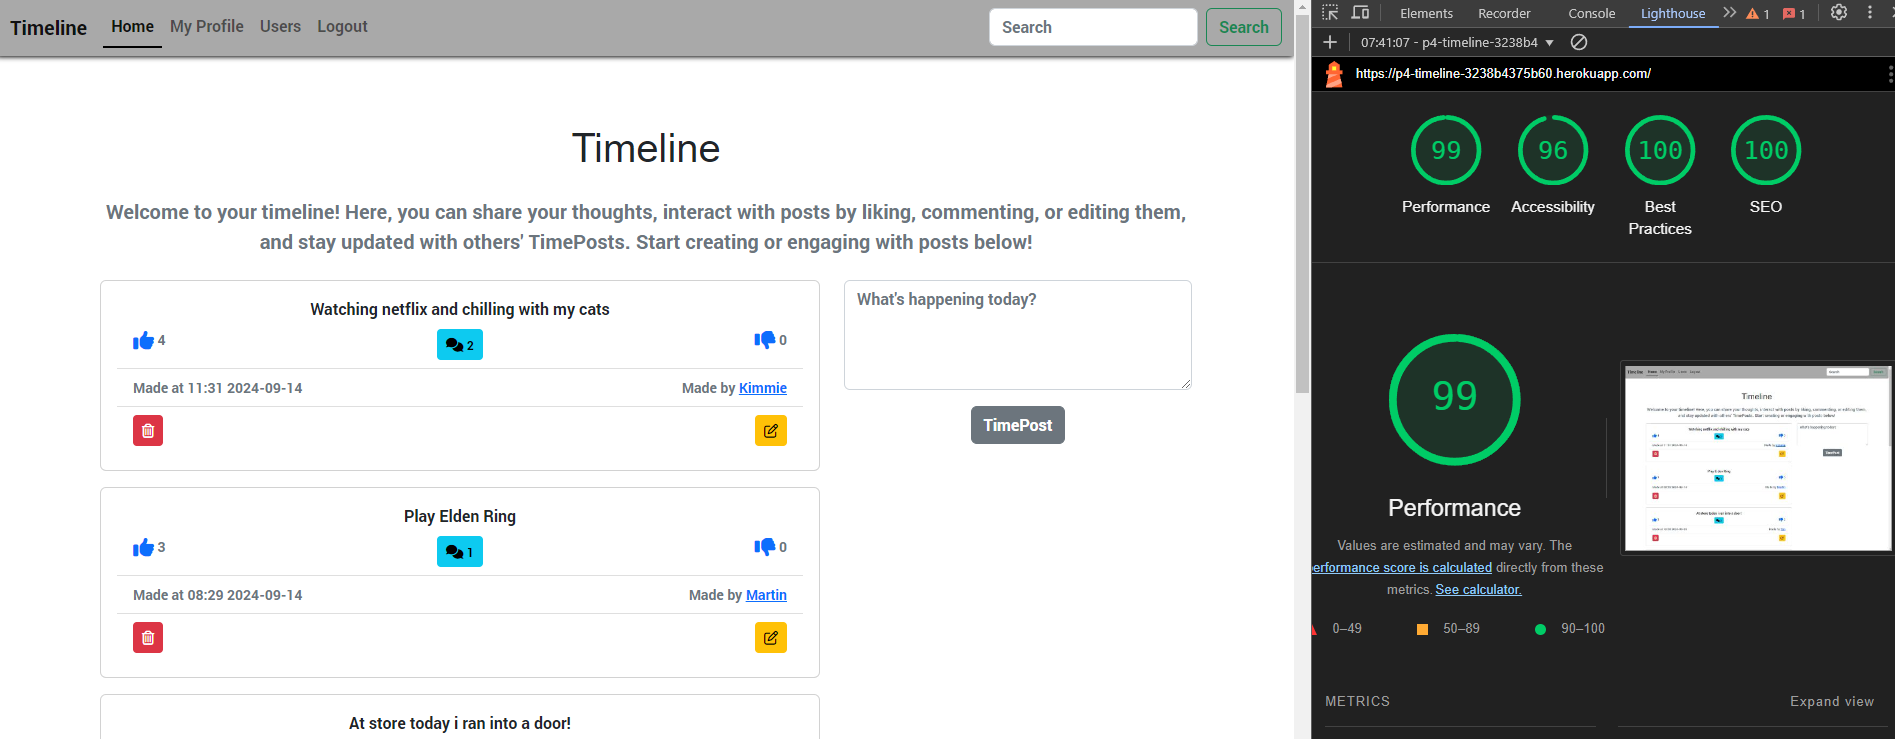 Timeline Home My Profile Users Logout Search Search
Timeline
Welcome to your timeline! Here, you can share your thoughts, interact with posts by liking, commenting, or editing them,
and stay updated with others' TimePosts. Start creating or engaging with posts below!
Watching netflix and chilling with my cats
4 2 0
Made at 11:31 2024-09-14 Made by Kimmie
Play Elden Ring
3 1 0
Made at 08:29 2024-09-14 Made by Martin
At store today i ran into a door!
What's happening today?
TimePost
Elements Recorder Console Lighthouse 1 1
07:41:07 - p4-timeline-3238b4
https://p4-timeline-3238b4375b60.herokuapp.com/
99 96 100 100
Performance Accessibility Best SEO
Practices
99
Performance
Values are estimated and may vary. The
performance score is calculated directly from these
metrics. See calculator.
0–49 50–89 90–100
Timeline
METRICS Expand view